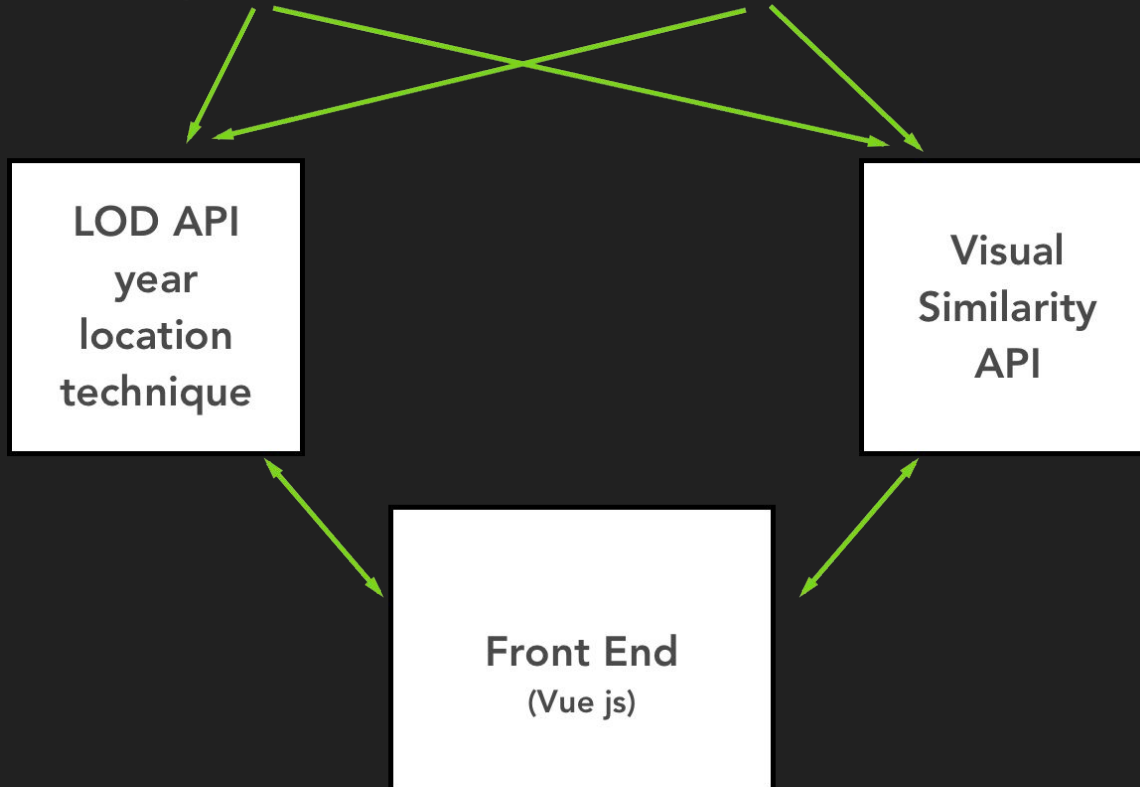 LOD API
year
location
technique
Visual
Similarity
API
Front End
(Vue js)